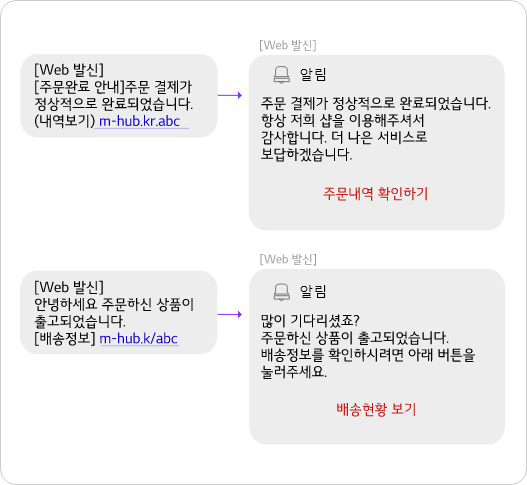 [Web 발신]
[주문완료 안내]주문 결제가
정상적으로 완료되었습니다.
(내역보기) m-hub.kr.abc
[Web 발신]
알림
주문 결제가 정상적으로 완료되었습니다.
항상 저희 샵을 이용해주셔서
감사합니다. 더 나은 서비스로
보답하겠습니다.
주문내역 확인하기
[Web 발신]
안녕하세요 주문하신 상품이
출고되었습니다.
[배송정보] m-hub.k/abc
[Web 발신]
알림
많이 기다리셨죠?
주문하신 상품이 출고되었습니다.
배송정보를 확인하시려면 아래 버튼을
눌러주세요.
배송현황 보기